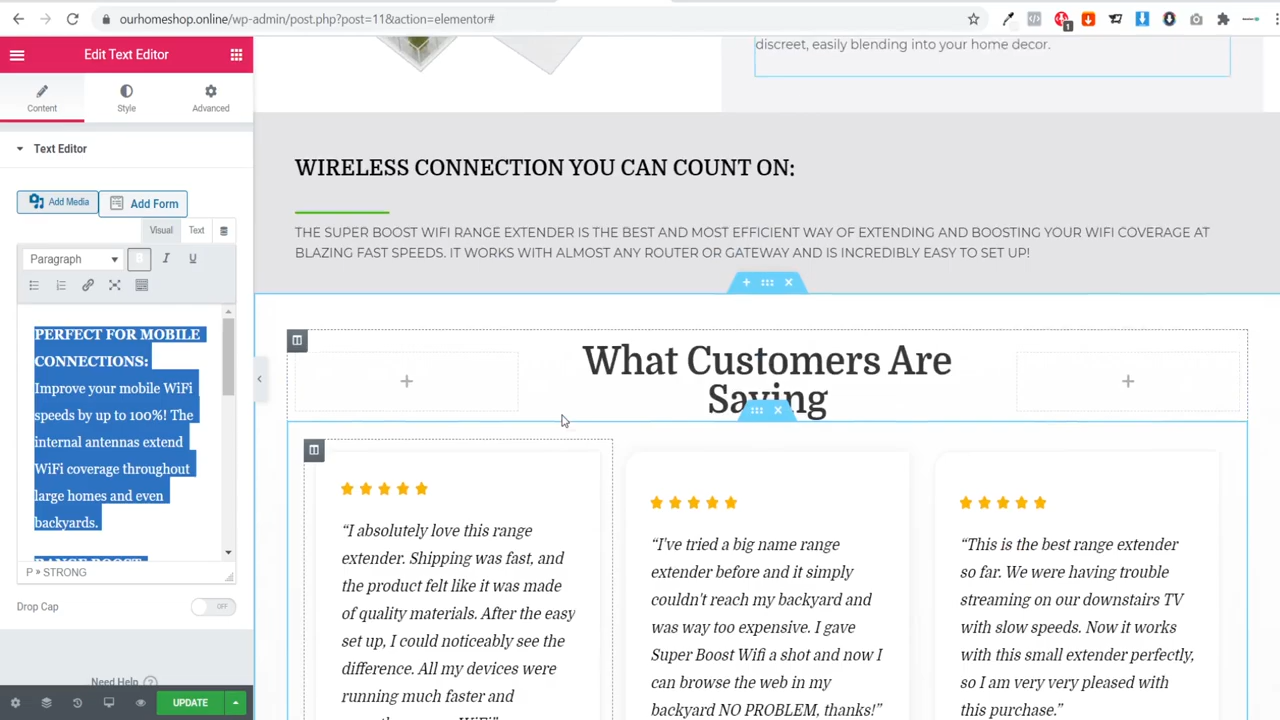 ourhomeshop.online/wp-admin/post.php?post=11&action=elementor#
1
Edit Text Editor
Content
Style
Advanced
Text Editor
Add Media
Add Form
Visual
Text
Paragraph
B
I
U
PERFECT FOR MOBILE
CONNECTIONS:
Improve your mobile WiFi
speeds by up to 100%! The
internal antennas extend
WiFi coverage throughout
large homes and even
backyards.
RANGE BOOST
P » STRONG
Drop Cap
OFF
Need Help
UPDATE
discreet, easily blending into your home decor.
WIRELESS CONNECTION YOU CAN COUNT ON:
THE SUPER BOOST WIFI RANGE EXTENDER IS THE BEST AND MOST EFFICIENT WAY OF EXTENDING AND BOOSTING YOUR WIFI COVERAGE AT
BLAZING FAST SPEEDS. IT WORKS WITH ALMOST ANY ROUTER OR GATEWAY AND IS INCREDIBLY EASY TO SET UP!
What Customers Are
Saying
“I absolutely love this range
extender. Shipping was fast, and
the product felt like it was made
of quality materials. After the easy
set up, I could noticeably see the
difference. All my devices were
running much faster and
“I've tried a big name range
extender before and it simply
couldn't reach my backyard and
was way too expensive. I gave
Super Boost Wifi a shot and now I
can browse the web in my
backyard NO PROBLEM, thanks!”
“This is the best range extender
so far. We were having trouble
streaming on our downstairs TV
with slow speeds. Now it works
with this small extender perfectly,
so I am very very pleased with
this purchase.”